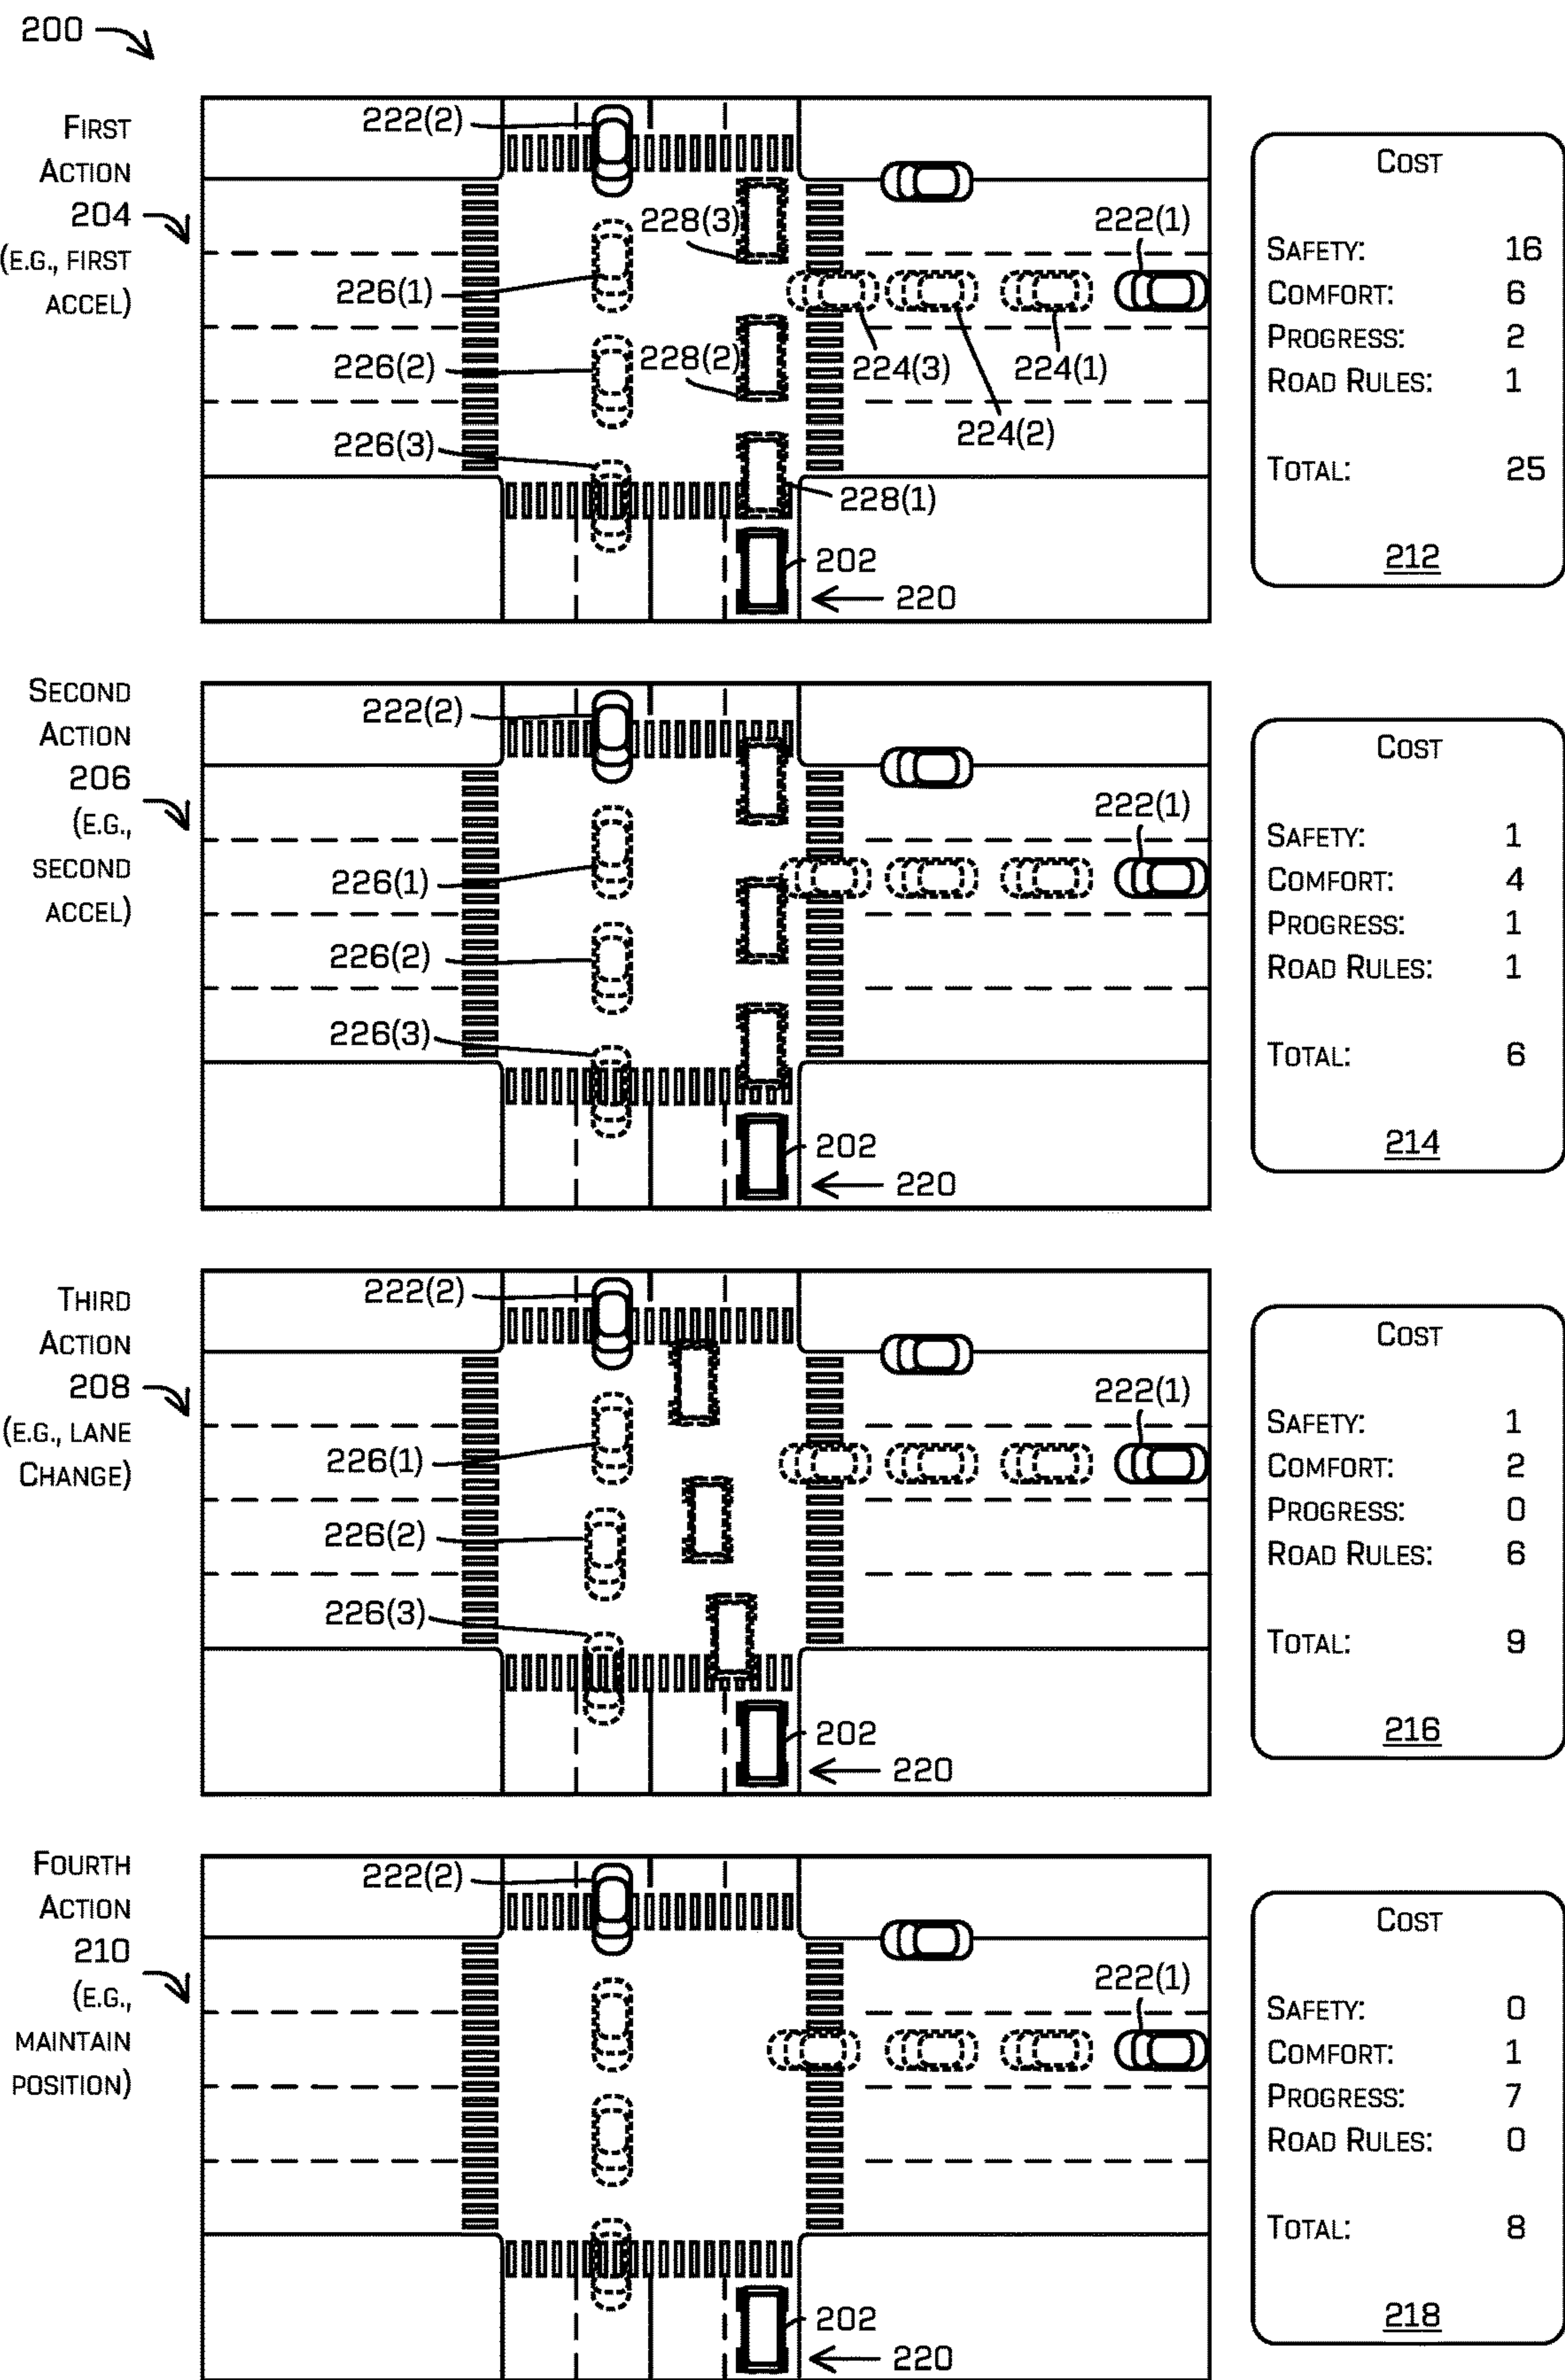 200
FIRST
ACTION
204
(E.G., FIRST
ACCEL)
222(2)
228(3)
222(1)
226(1)
226(2)
228(2)
224(3)
224(1)
224(2)
226(3)
228(1)
202
220
COST
SAFETY: 16
COMFORT: 6
PROGRESS: 2
ROAD RULES: 1
TOTAL: 25
212
SECOND
ACTION
206
(E.G.,
SECOND
ACCEL)
222(2)
222(1)
226(1)
226(2)
226(3)
202
220
COST
SAFETY: 1
COMFORT: 4
PROGRESS: 1
ROAD RULES: 1
TOTAL: 6
214
THIRD
ACTION
208
(E.G., LANE
CHANGE)
222(2)
222(1)
226(1)
226(2)
226(3)
202
220
COST
SAFETY: 1
COMFORT: 2
PROGRESS: 0
ROAD RULES: 6
TOTAL: 9
216
FOURTH
ACTION
210
(E.G.,
MAINTAIN
POSITION)
222(2)
222(1)
202
220
COST
SAFETY: 0
COMFORT: 1
PROGRESS: 7
ROAD RULES: 0
TOTAL: 8
218